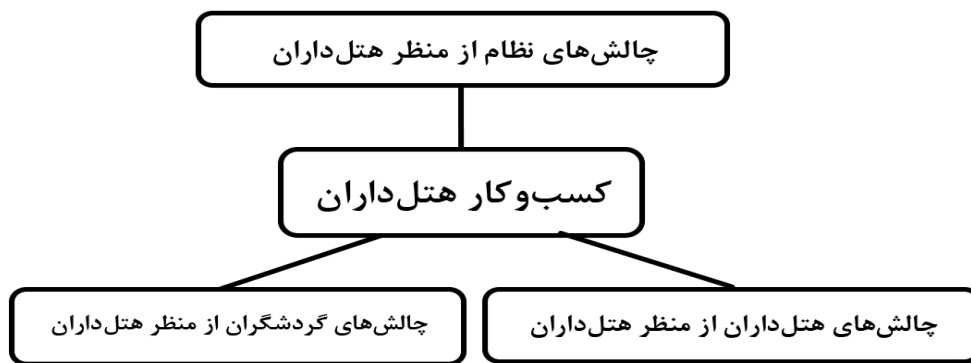 چالش‌های نظام از منظر هتل‌داران
کسب‌وکار هتل‌داران
چالش‌های هتل‌داران از منظر هتل‌داران
چالش‌های گردشگران از منظر هتل‌داران